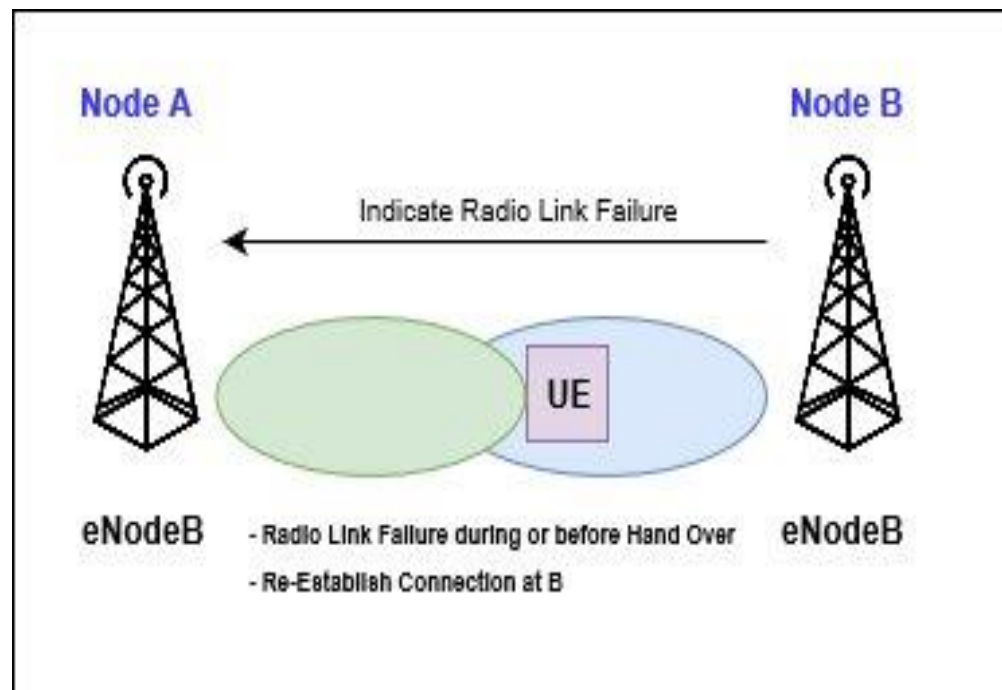 Node A
Node B
Indicate Radio Link Failure
UE
eNodeB
- Radio Link Failure during or before Hand Over
eNodeB
- Re-Establish Connection at B